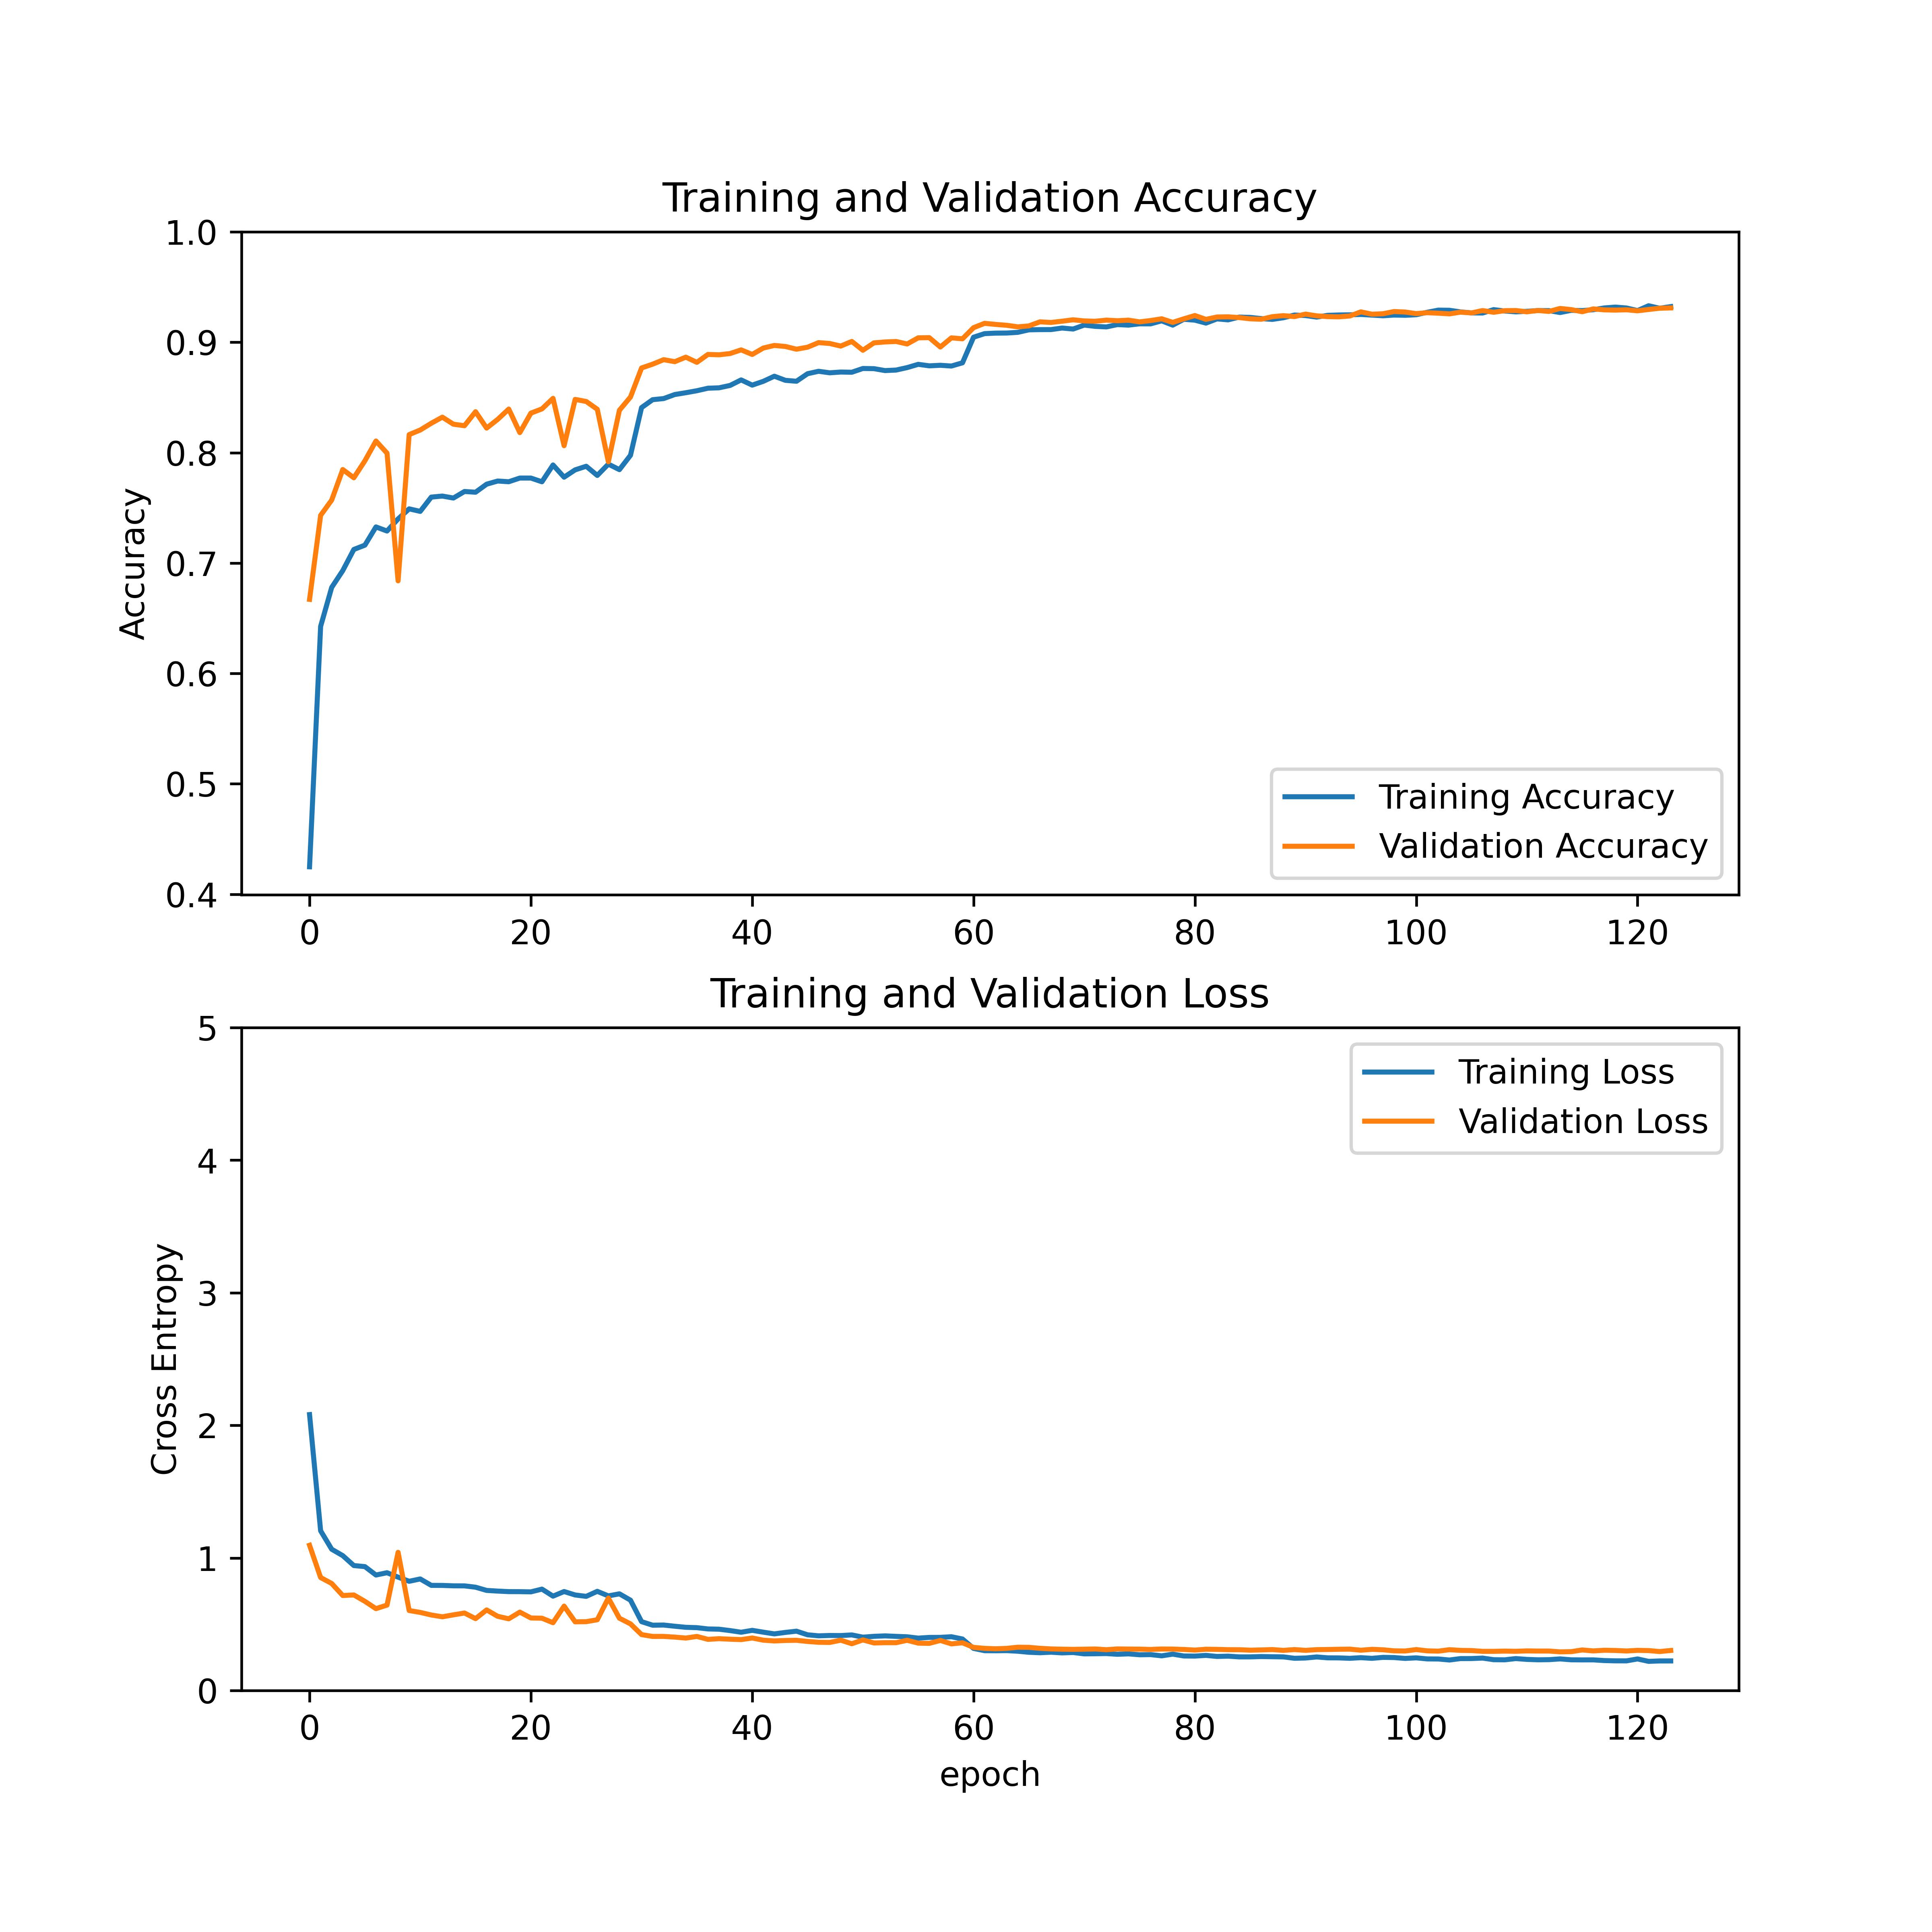 Training and Validation Accuracy
1.0
0.9
0.8
0.7
0.6
0.5
0.4
Accuracy
Training Accuracy
Validation Accuracy
0 20 40 60 80 100 120
Training and Validation Loss
5
4
3
2
1
0
Cross Entropy
Training Loss
Validation Loss
0 20 40 60 80 100 120
epoch